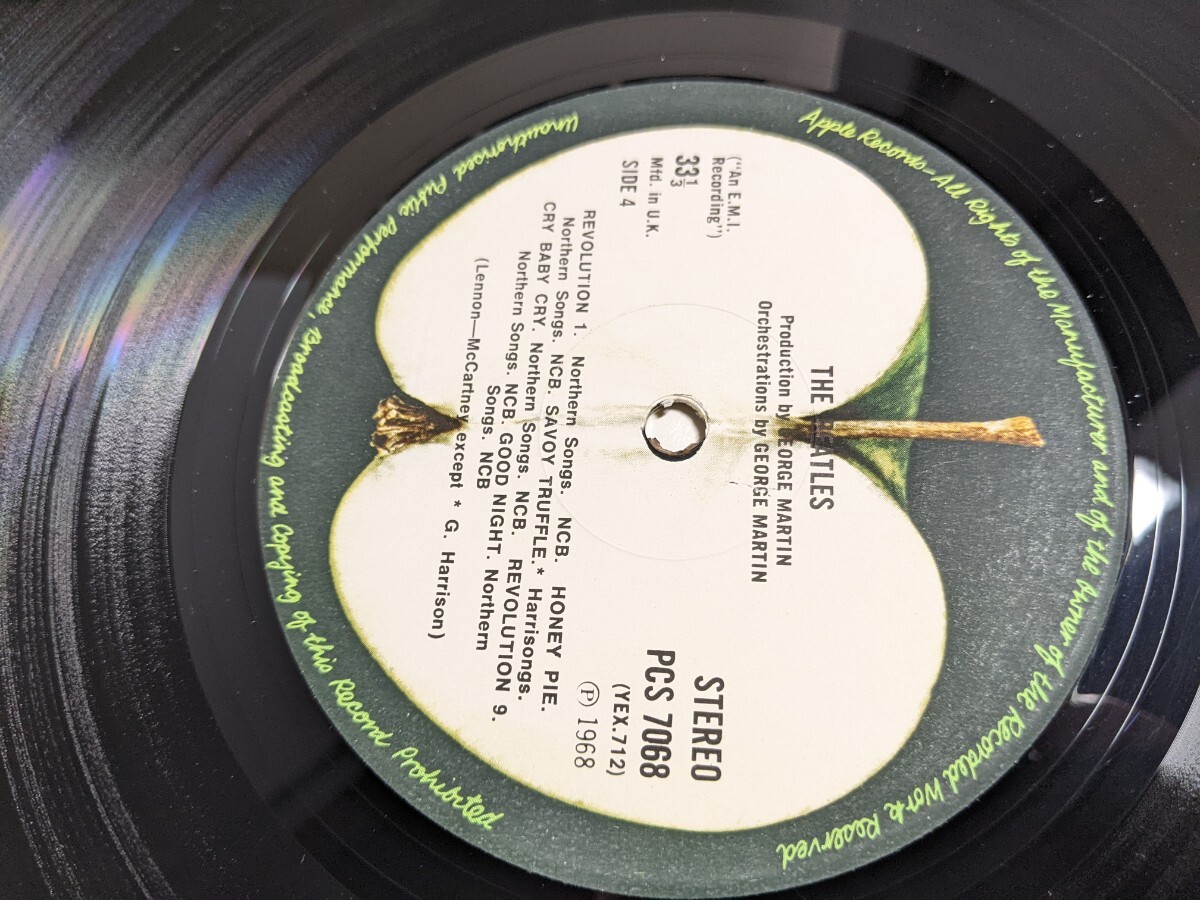 THE BEATLES
Production by GEORGE MARTIN
Orchestrations by GEORGE MARTIN
("An E.M.I.
Recording")
33⅓
Mfd. in U.K.
SIDE 4
STEREO
PCS 7068
(YEX.712)
℗ 1968
REVOLUTION 1. Northern Songs. NCB. HONEY PIE.
Northern Songs. NCB. SAVOY TRUFFLE.* Harrisongs.
CRY BABY CRY. Northern Songs. NCB. REVOLUTION 9.
Northern Songs. NCB. GOOD NIGHT. Northern
Songs. NCB
(Lennon—McCartney except * G. Harrison)
Apple Records-All Rights of the Manufacturer and of the Owner of the Recorded Work Reserved
Unauthorised Public Performance, Broadcasting and Copying of this Record Prohibited